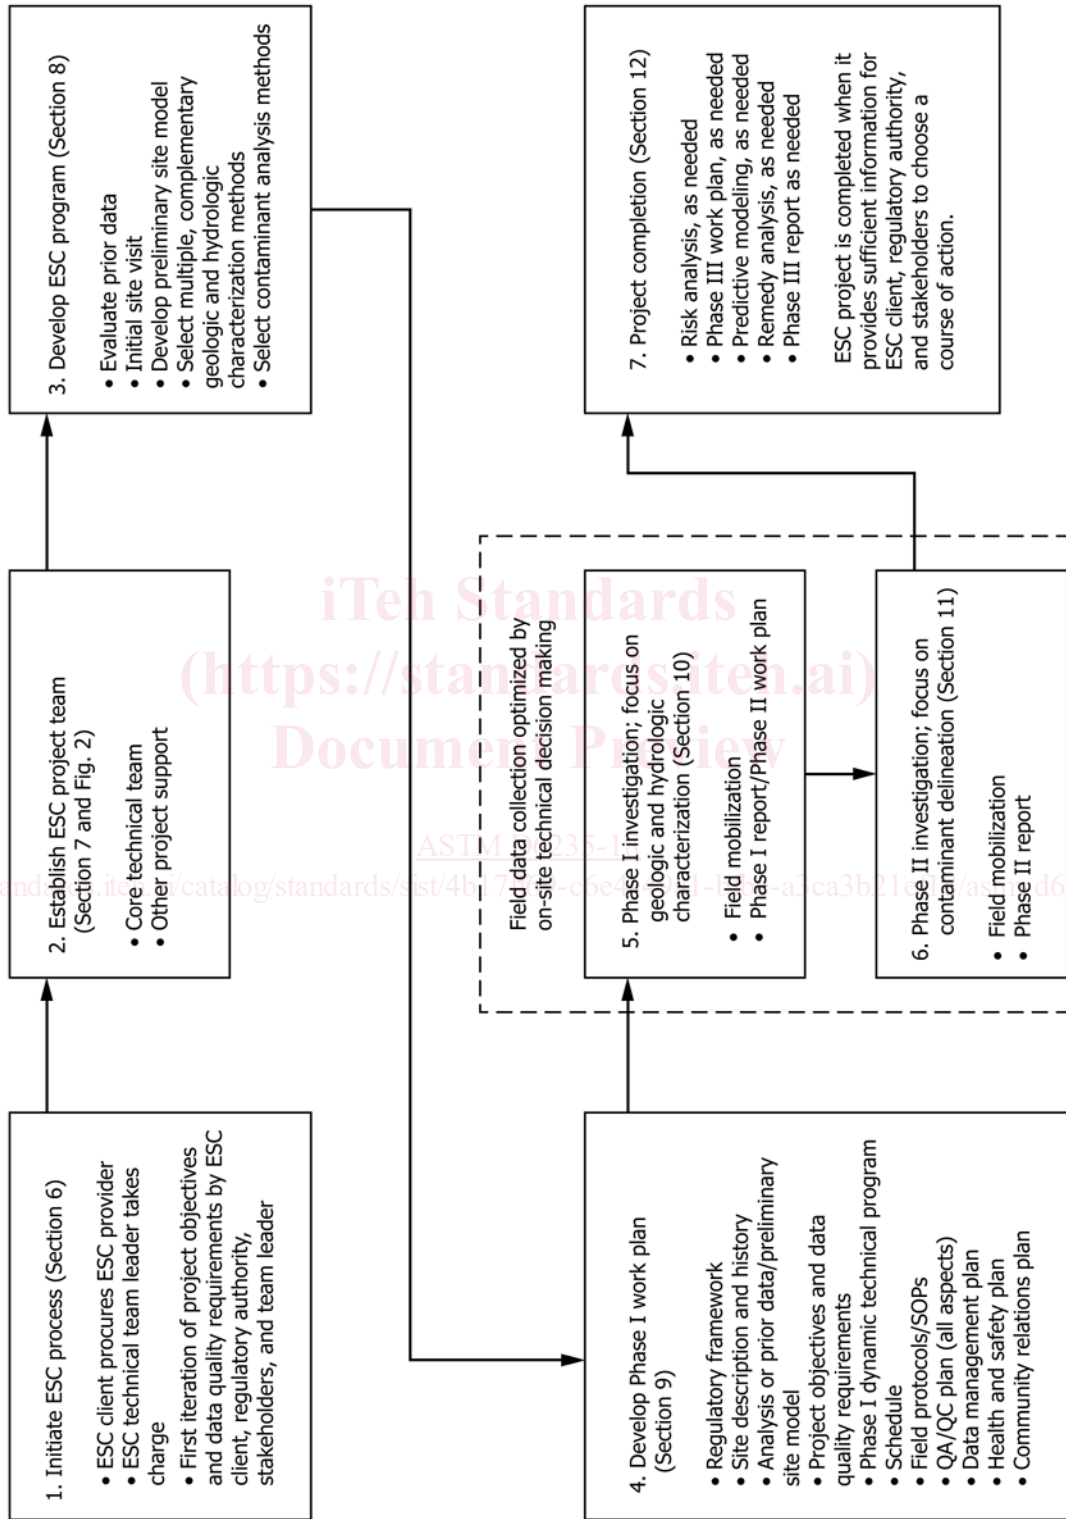 1. Initiate ESC process (Section 6)
• ESC client procures ESC provider
• ESC technical team leader takes
charge
• First iteration of project objectives
and data quality requirements by ESC
client, regulatory authority,
stakeholders, and team leader
2. Establish ESC project team
(Section 7 and Fig. 2)
• Core technical team
• Other project support
3. Develop ESC program (Section 8)
• Evaluate prior data
• Initial site visit
• Develop preliminary site model
• Select multiple, complementary
geologic and hydrologic
characterization methods
• Select contaminant analysis methods
4. Develop Phase I work plan
(Section 9)
• Regulatory framework
• Site description and history
• Analysis or prior data/preliminary
site model
• Project objectives and data
quality requirements
• Phase I dynamic technical program
• Schedule
• Field protocols/SOPs
• QA/QC plan (all aspects)
• Data management plan
• Health and safety plan
• Community relations plan
Field data collection optimized by
on-site technical decision making
5. Phase I investigation; focus on
geologic and hydrologic
characterization (Section 10)
• Field mobilization
• Phase I report/Phase II work plan
6. Phase II investigation; focus on
contaminant delineation (Section 11)
• Field mobilization
• Phase II report
7. Project completion (Section 12)
• Risk analysis, as needed
• Phase III work plan, as needed
• Predictive modeling, as needed
• Remedy analysis, as needed
• Phase III report as needed
ESC project is completed when it
provides sufficient information for
ESC client, regulatory authority,
and stakeholders to choose a
course of action.
iTeh Standards
(https://standards.iteh.ai)
Document Preview